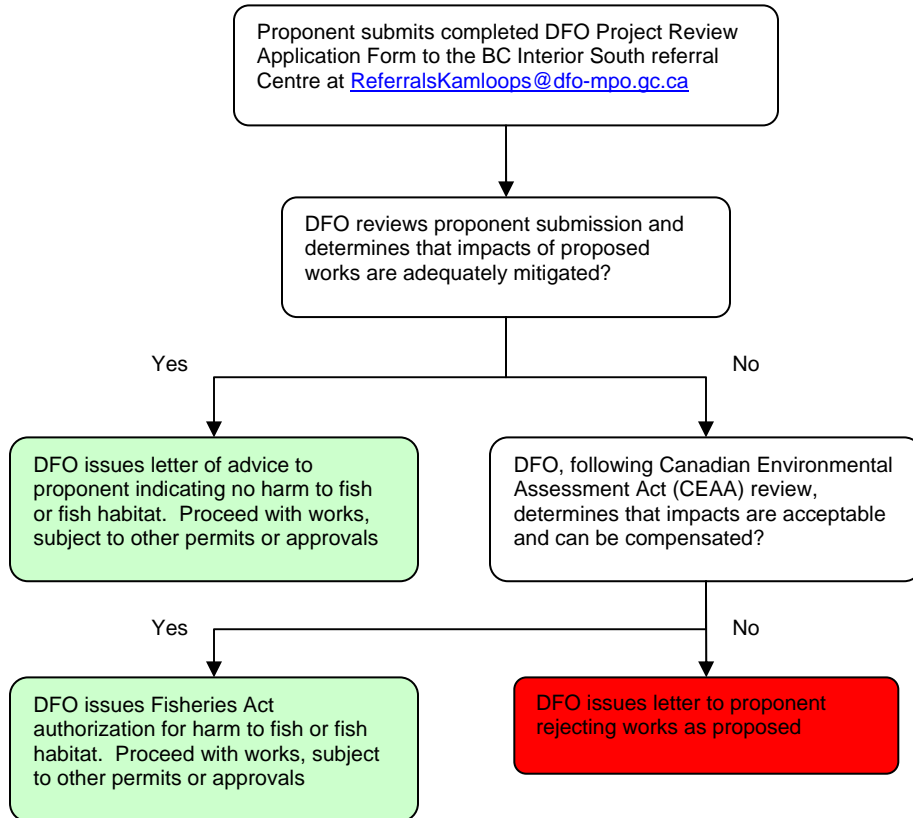 Proponent submits completed DFO Project Review
Application Form to the BC Interior South referral
Centre at ReferralsKamloops@dfo-mpo.gc.ca
DFO reviews proponent submission and
determines that impacts of proposed
works are adequately mitigated?
Yes
No
DFO issues letter of advice to
proponent indicating no harm to fish
or fish habitat. Proceed with works,
subject to other permits or approvals
DFO, following Canadian Environmental
Assessment Act (CEAA) review,
determines that impacts are acceptable
and can be compensated?
Yes
No
DFO issues Fisheries Act
authorization for harm to fish or fish
habitat. Proceed with works, subject
to other permits or approvals
DFO issues letter to proponent
rejecting works as proposed